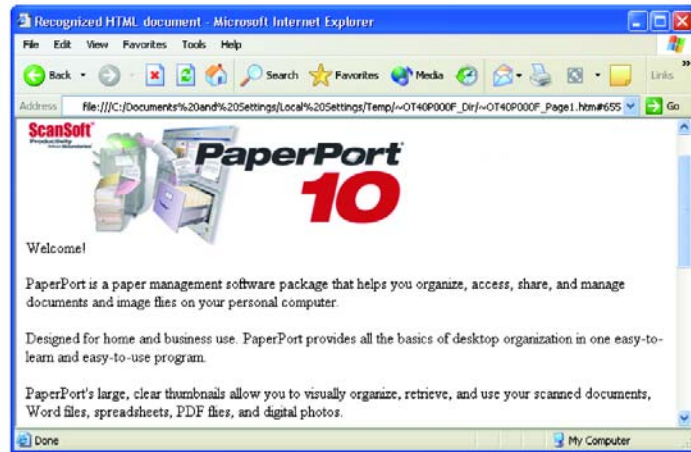 Recognized HTML document - Microsoft Internet Explorer
File Edit View Favorites Tools Help
Back Search Favorites Media Links
Address file:///C:/Documents%20and%20Settings/Local%20Settings/Temp/~OT40P000F_Dir/~OT40P000F_Page1.htm#655 Go
ScanSoft
Productivity
PaperPort
10
Welcome!
PaperPort is a paper management software package that helps you organize, access, share, and manage
documents and image flies on your personal computer.
Designed for home and business use. PaperPort provides all the basics of desktop organization in one easy-to-
learn and easy-to-use program.
PaperPort's large, clear thumbnails allow you to visually organize, retrieve, and use your scanned documents,
Word files, spreadsheets, PDF flies, and digital photos.
Done My Computer